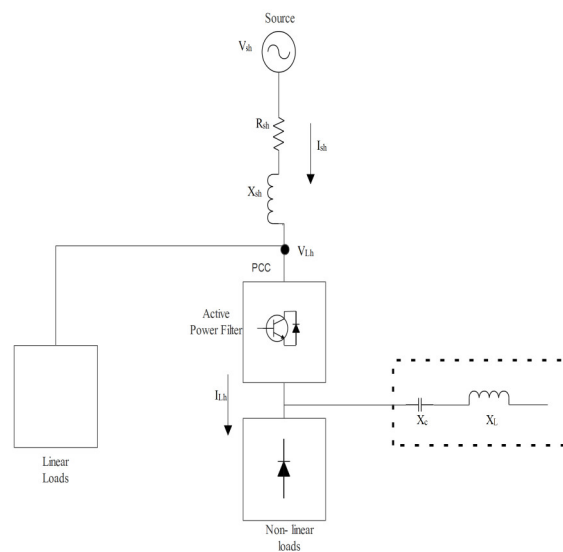 Source
Vsh
Rsh
Ish
Xsh
VLh
PCC
Active
Power Filter
ILh
Xc
XL
Linear
Loads
Non- linear
loads